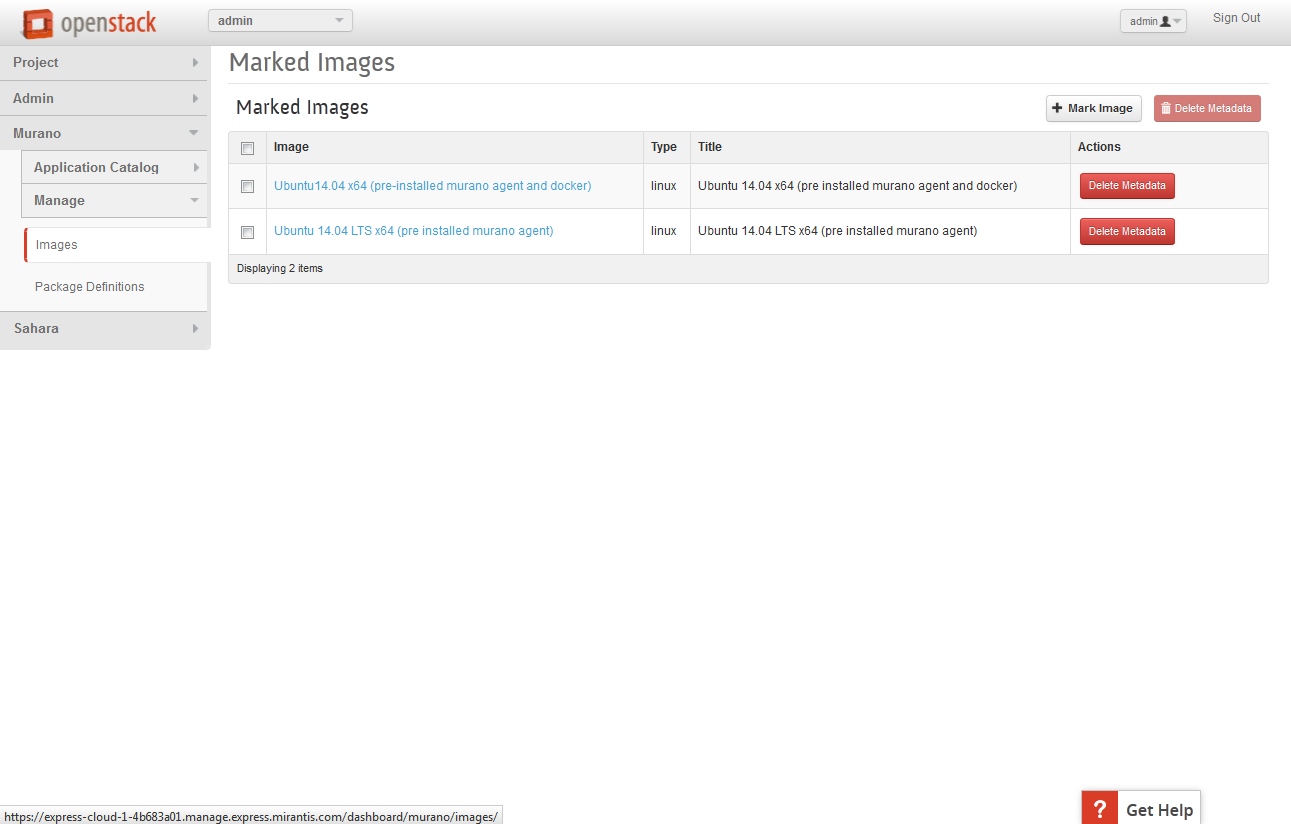 openstack
admin
admin
Sign Out
Project
Admin
Murano
Application Catalog
Manage
Images
Package Definitions
Sahara
Marked Images
Marked Images
Mark Image
Delete Metadata
Image Type Title Actions
Ubuntu14.04 x64 (pre-installed murano agent and docker) linux Ubuntu 14.04 x64 (pre installed murano agent and docker) Delete Metadata
Ubuntu 14.04 LTS x64 (pre installed murano agent) linux Ubuntu 14.04 LTS x64 (pre installed murano agent) Delete Metadata
Displaying 2 items
https://express-cloud-1-4b683a01.manage.express.mirantis.com/dashboard/murano/images/
? Get Help